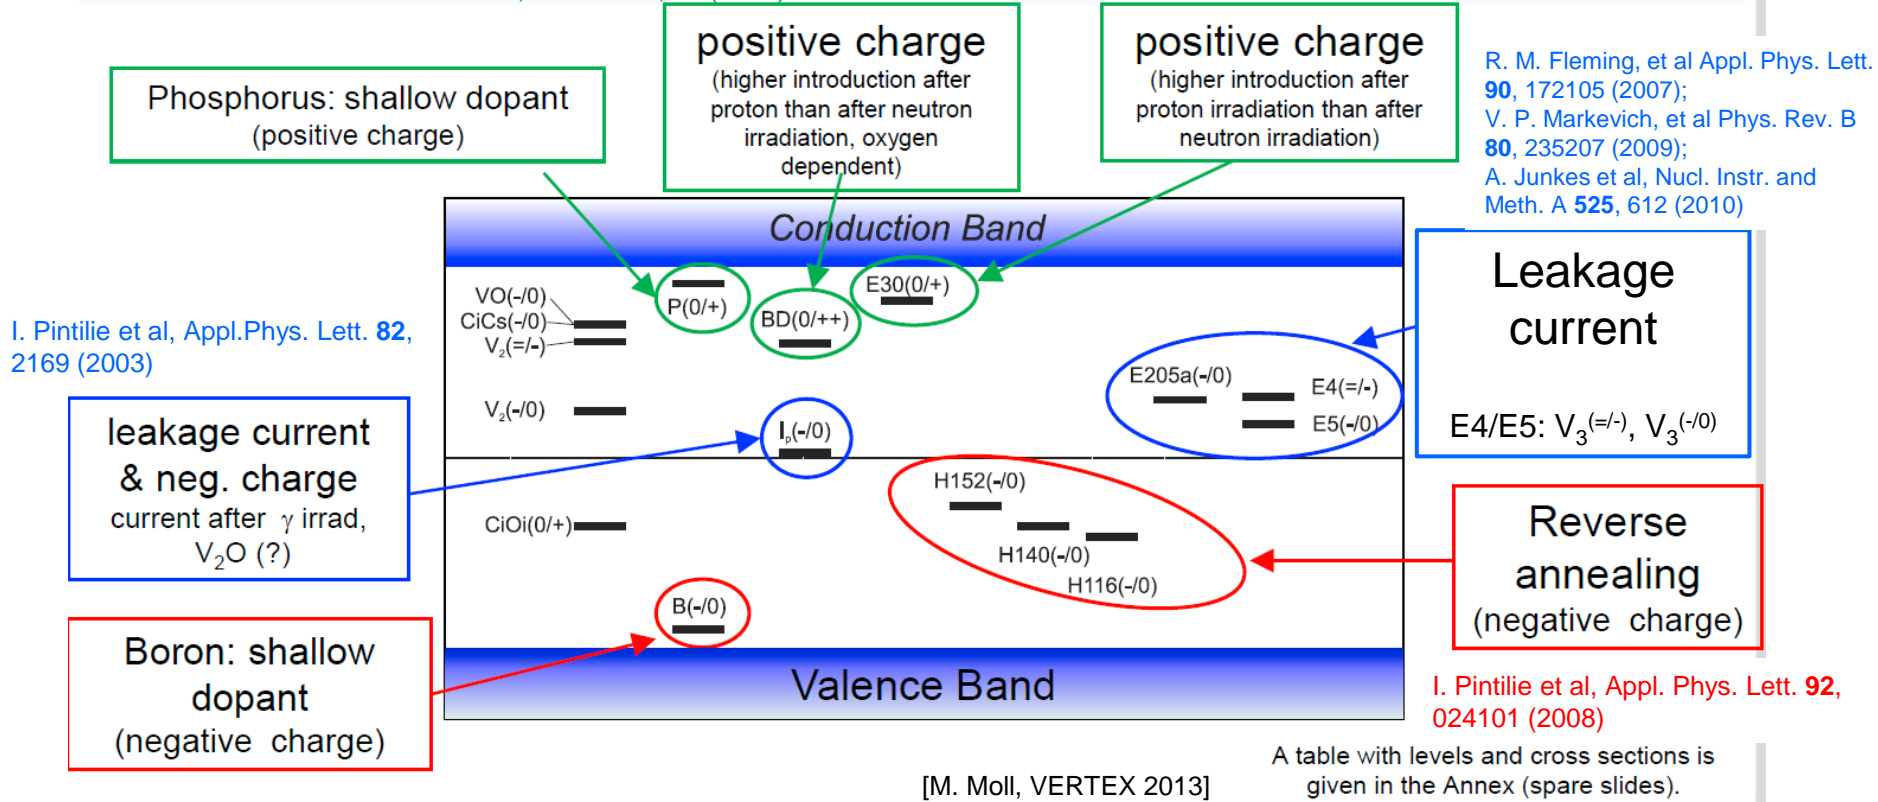 positive charge
(higher introduction after
proton than after neutron
irradiation, oxygen
dependent)
positive charge
(higher introduction after
proton irradiation than after
neutron irradiation)
R. M. Fleming, et al Appl. Phys. Lett.
90, 172105 (2007);
V. P. Markevich, et al Phys. Rev. B
80, 235207 (2009);
A. Junkes et al, Nucl. Instr. and
Meth. A 525, 612 (2010)
Phosphorus: shallow dopant
(positive charge)
Conduction Band
VO(-/0)
CiCs(-/0)
V₂(=/-)
V₂(-/0)
CiOi(0/+)
P(0/+)
BD(0/++)
E30(0/+)
Iₚ(-/0)
B(-/0)
E205a(-/0)
E4(=/-)
E5(-/0)
H152(-/0)
H140(-/0)
H116(-/0)
Valence Band
I. Pintilie et al, Appl.Phys. Lett. 82,
2169 (2003)
leakage current
& neg. charge
current after γ irrad,
V₂O (?)
Boron: shallow
dopant
(negative charge)
Leakage
current
E4/E5: V₃⁽⁼ᐟ⁻⁾, V₃⁽⁻ᐟ⁰⁾
Reverse
annealing
(negative charge)
I. Pintilie et al, Appl. Phys. Lett. 92,
024101 (2008)
A table with levels and cross sections is
given in the Annex (spare slides).
[M. Moll, VERTEX 2013]